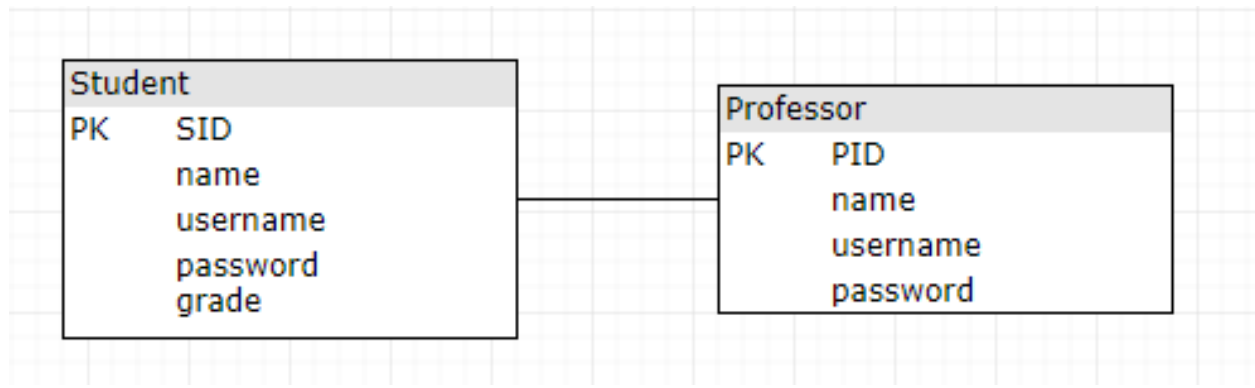 Student
PK SID
name
username
password
grade
Professor
PK PID
name
username
password